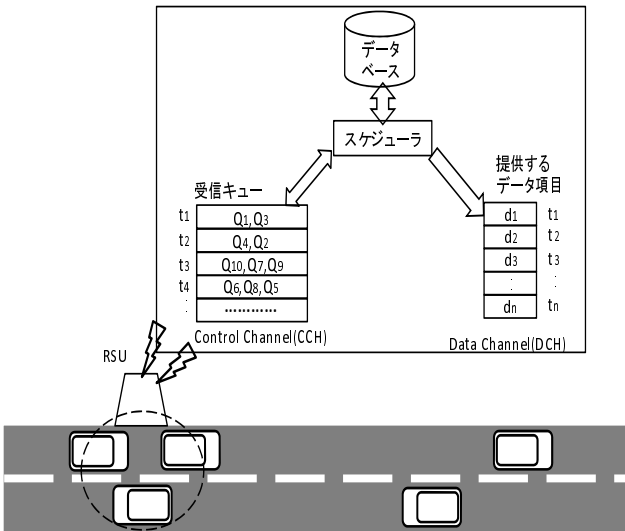 データ
ベース
スケジューラ
受信キュー
提供する
データ項目
t1 Q1,Q3
t2 Q4,Q2
t3 Q10,Q7,Q9
t4 Q6,Q8,Q5
⋮ …………
d1 t1
d2 t2
d3 t3
⋮ ⋮
dn tn
Control Channel(CCH)
Data Channel(DCH)
RSU